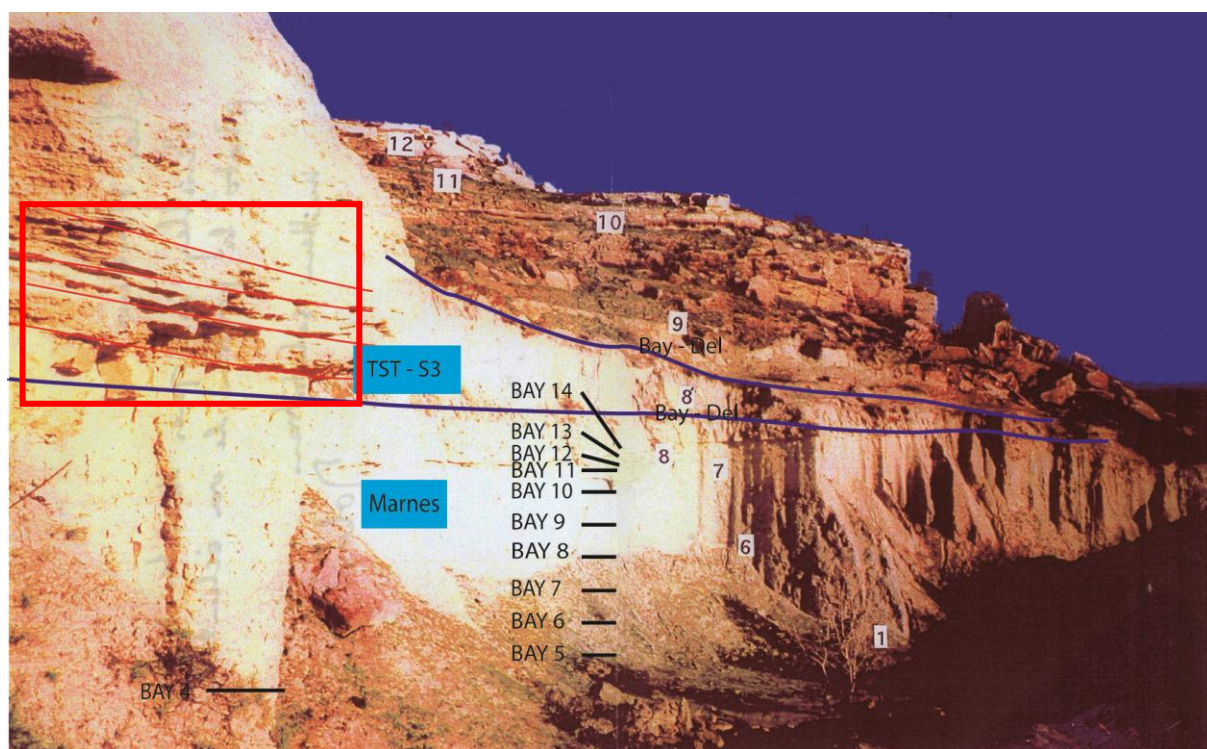 12
11
10
9
Bay - Del
TST - S3
BAY 14
8'
Bay - Del
BAY 13
BAY 12
8
BAY 11
7
BAY 10
Marnes
BAY 9
6
BAY 8
BAY 7
BAY 6
1
BAY 5
BAY 4